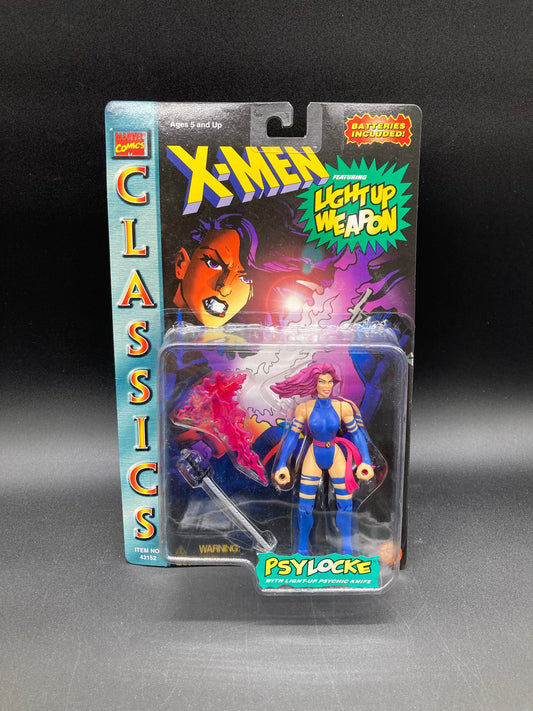 Ages 5 and Up
BATTERIES
INCLUDED!
MARVEL
COMICS
X-MEN
FEATURING
LIGHT UP
WEAPON
CLASSICS
WARNING:
ITEM NO
43152
PSYLOCKE
WITH LIGHT-UP PSYCHIC KNIFE